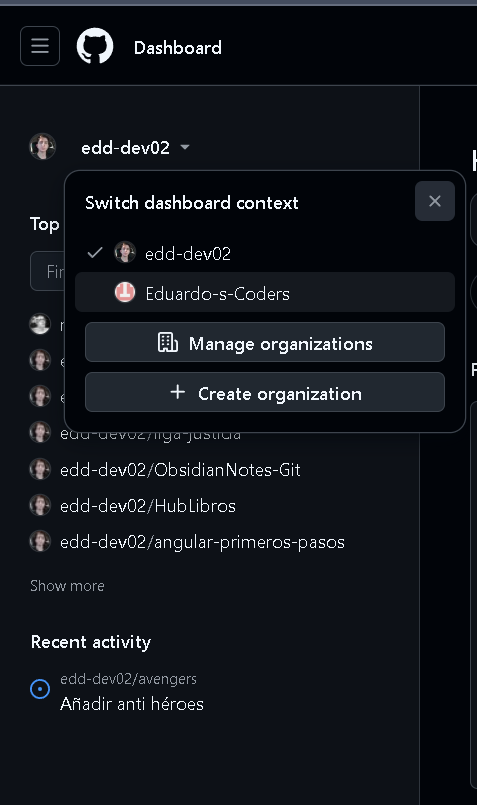 Dashboard
edd-dev02
Switch dashboard context
Top
edd-dev02
Eduardo-s-Coders
Manage organizations
Create organization
edd-dev02/liga-justicia
edd-dev02/ObsidianNotes-Git
edd-dev02/HubLibros
edd-dev02/angular-primeros-pasos
Show more
Recent activity
edd-dev02/avengers
Añadir anti héroes